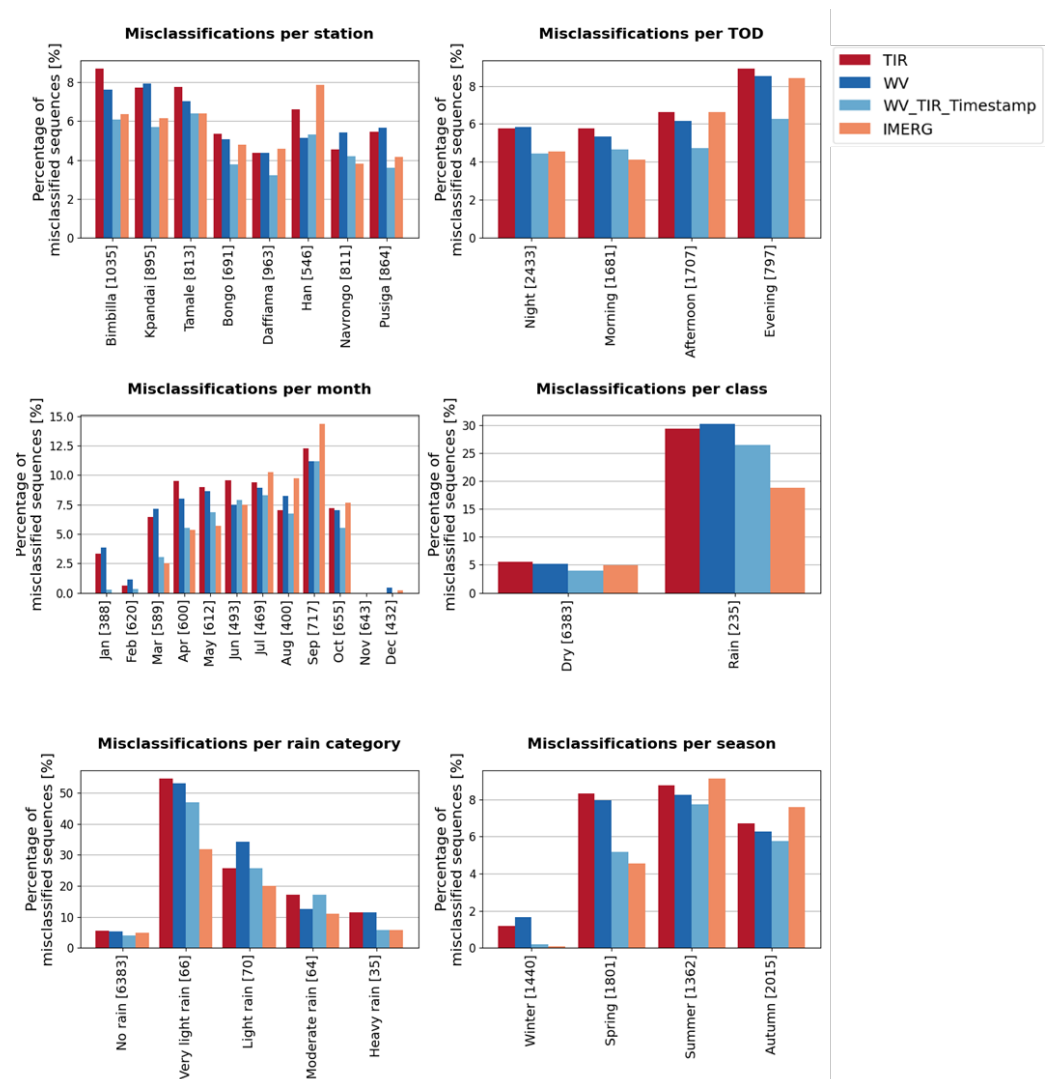 Misclassifications per station
Percentage of
misclassified sequences [%]
8
6
4
2
0
Bimbilla [1035]
Kpandai [895]
Tamale [813]
Bongo [691]
Daffiama [963]
Han [546]
Navrongo [811]
Pusiga [864]
Misclassifications per TOD
Percentage of
misclassified sequences [%]
8
6
4
2
0
Night [2433]
Morning [1681]
Afternoon [1707]
Evening [797]
TIR
WV
WV_TIR_Timestamp
IMERG
Misclassifications per month
Percentage of
misclassified sequences [%]
15.0
12.5
10.0
7.5
5.0
2.5
0.0
Jan [388]
Feb [620]
Mar [589]
Apr [600]
May [612]
Jun [493]
Jul [469]
Aug [400]
Sep [717]
Oct [655]
Nov [643]
Dec [432]
Misclassifications per class
Percentage of
misclassified sequences [%]
30
25
20
15
10
5
0
Dry [6383]
Rain [235]
Misclassifications per rain category
Percentage of
misclassified sequences [%]
50
40
30
20
10
0
No rain [6383]
Very light rain [66]
Light rain [70]
Moderate rain [64]
Heavy rain [35]
Misclassifications per season
Percentage of
misclassified sequences [%]
8
6
4
2
0
Winter [1440]
Spring [1801]
Summer [1362]
Autumn [2015]